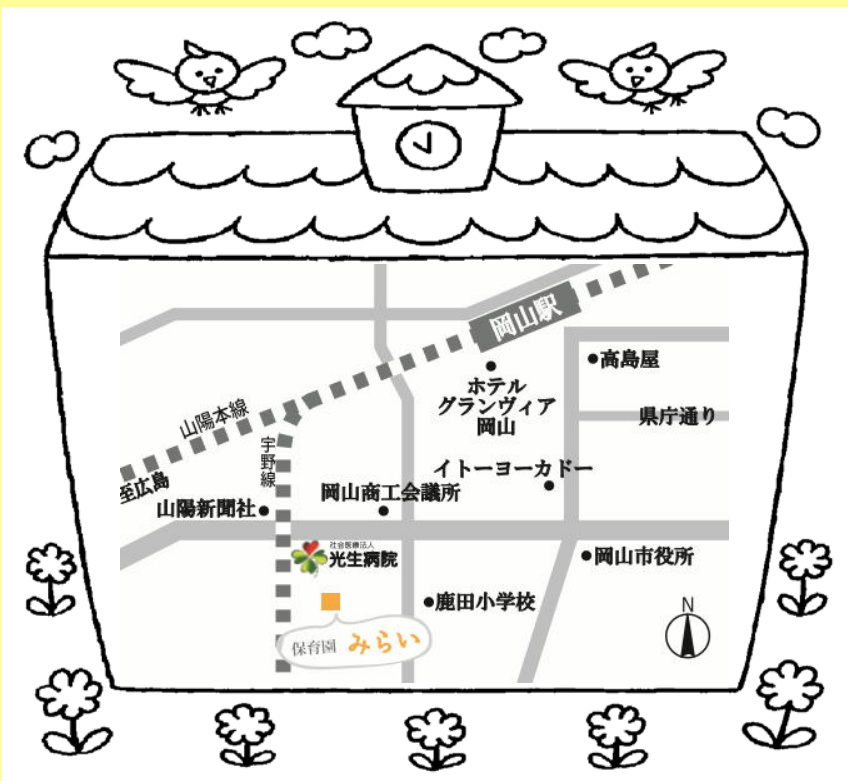 岡山駅
高島屋
ホテル
グランヴィア
岡山
県庁通り
山陽本線
宇野線
イトーヨーカドー
至広島
山陽新聞社
岡山商工会議所
社会医療法人
光生病院
岡山市役所
鹿田小学校
N
保育園 みらい